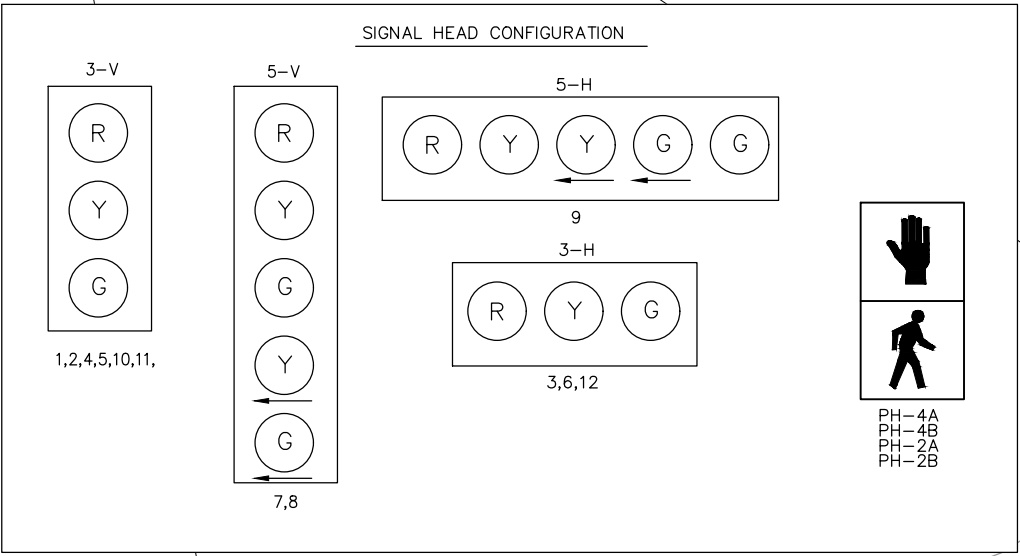 SIGNAL HEAD CONFIGURATION
3-V
R
Y
G
1,2,4,5,10,11,
5-V
R
Y
G
Y
G
7,8
5-H
R Y Y G G
9
3-H
R Y G
3,6,12
PH-4A
PH-4B
PH-2A
PH-2B